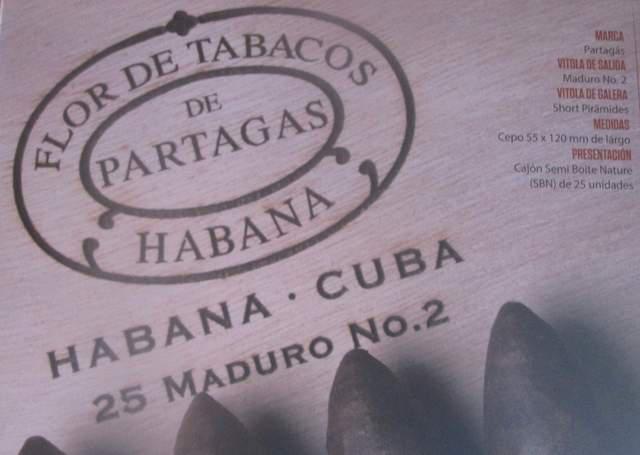 FLOR DE TABACOS
DE
PARTAGAS
HABANA
HABANA · CUBA
25 MADURO No.2
MARCA
Partagás
VITOLA DE SALIDA
Maduro No. 2
VITOLA DE GALERA
Short Pirámides
MEDIDAS
Cepo 55 x 120 mm de largo
PRESENTACIÓN
Cajón Semi Boite Nature
(SBN) de 25 unidades